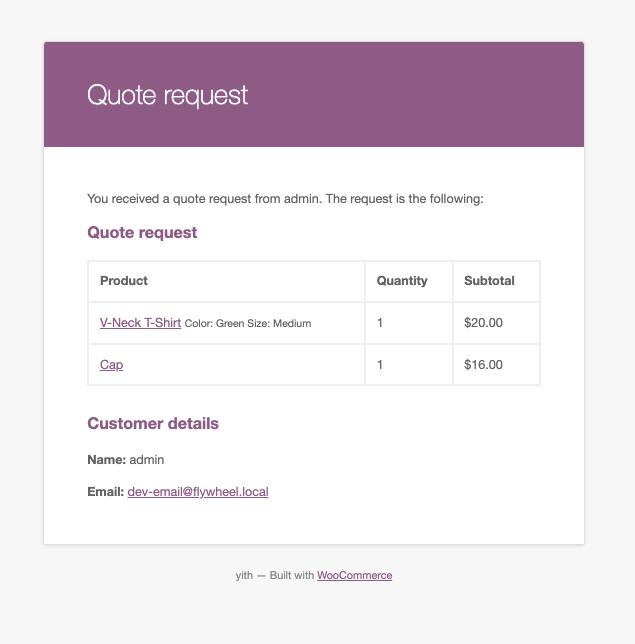 Quote request
You received a quote request from admin. The request is the following:
Quote request
Product Quantity Subtotal
V-Neck T-Shirt Color: Green Size: Medium 1 $20.00
Cap 1 $16.00
Customer details
Name: admin
Email: dev-email@flywheel.local
yith — Built with WooCommerce